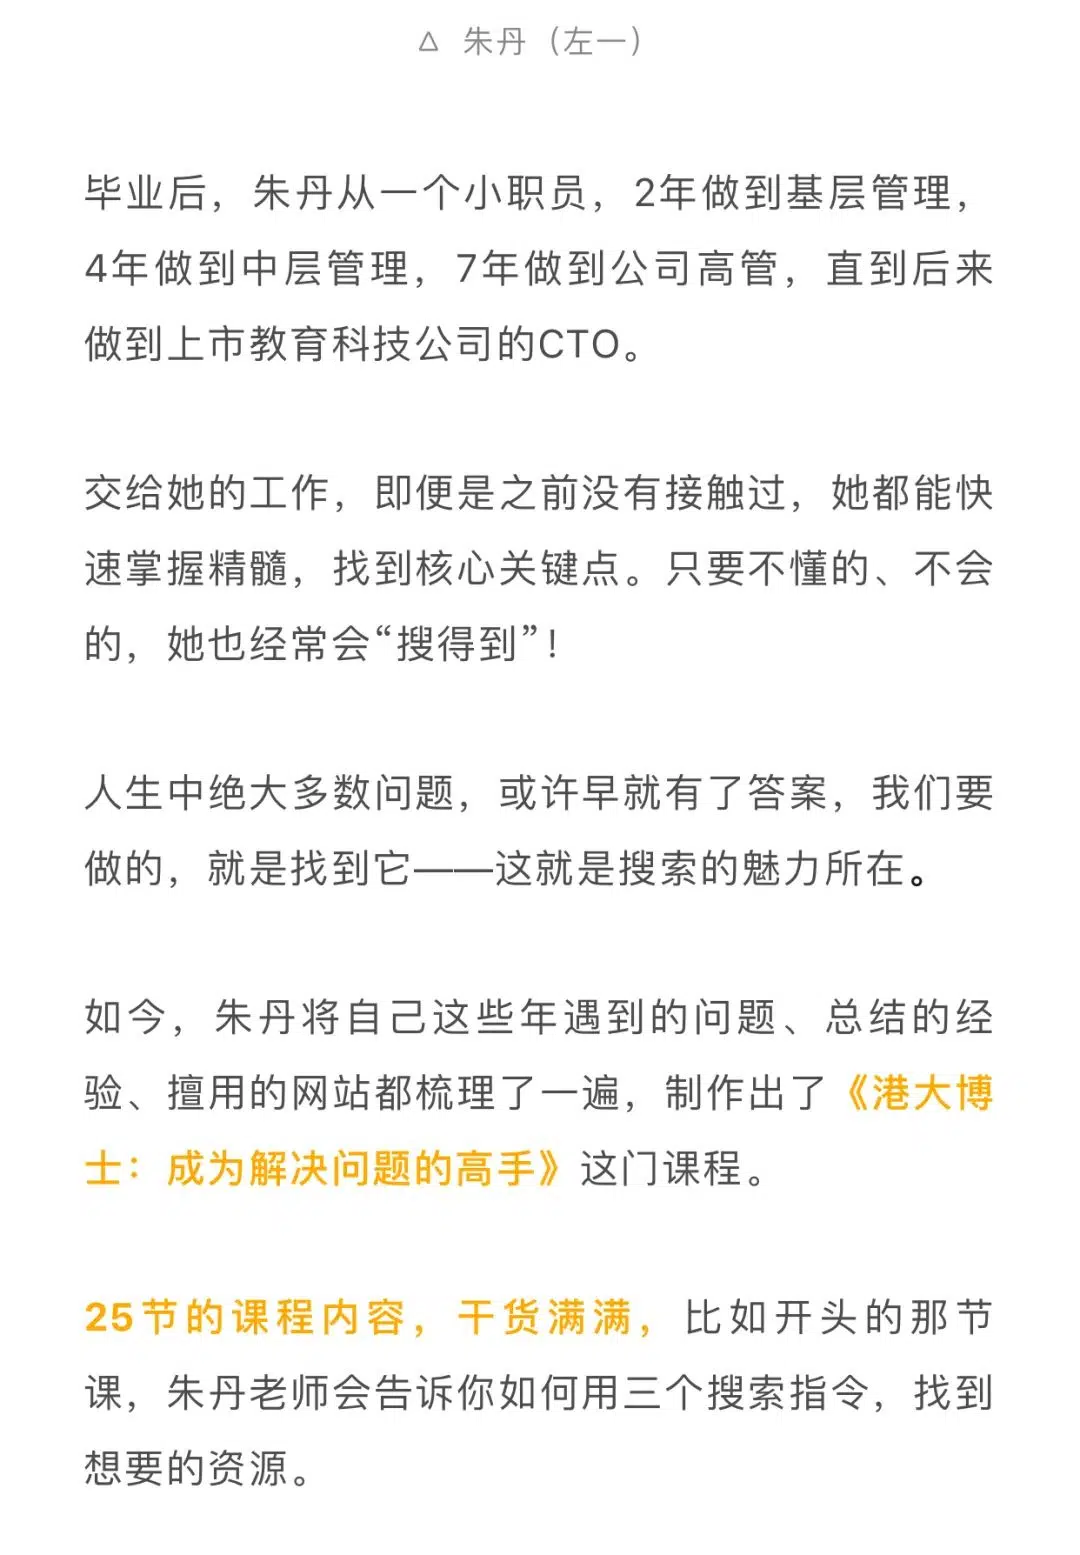 △ 朱丹（左一）
毕业后，朱丹从一个小职员，2年做到基层管理，
4年做到中层管理，7年做到公司高管，直到后来
做到上市教育科技公司的CTO。
交给她的工作，即便是之前没有接触过，她都能快
速掌握精髓，找到核心关键点。只要不懂的、不会
的，她也经常会“搜得到”！
人生中绝大多数问题，或许早就有了答案，我们要
做的，就是找到它——这就是搜索的魅力所在。
如今，朱丹将自己这些年遇到的问题、总结的经
验、擅用的网站都梳理了一遍，制作出了《港大博
士：成为解决问题的高手》这门课程。
25节的课程内容，干货满满，比如开头的那节
课，朱丹老师会告诉你如何用三个搜索指令，找到
想要的资源。